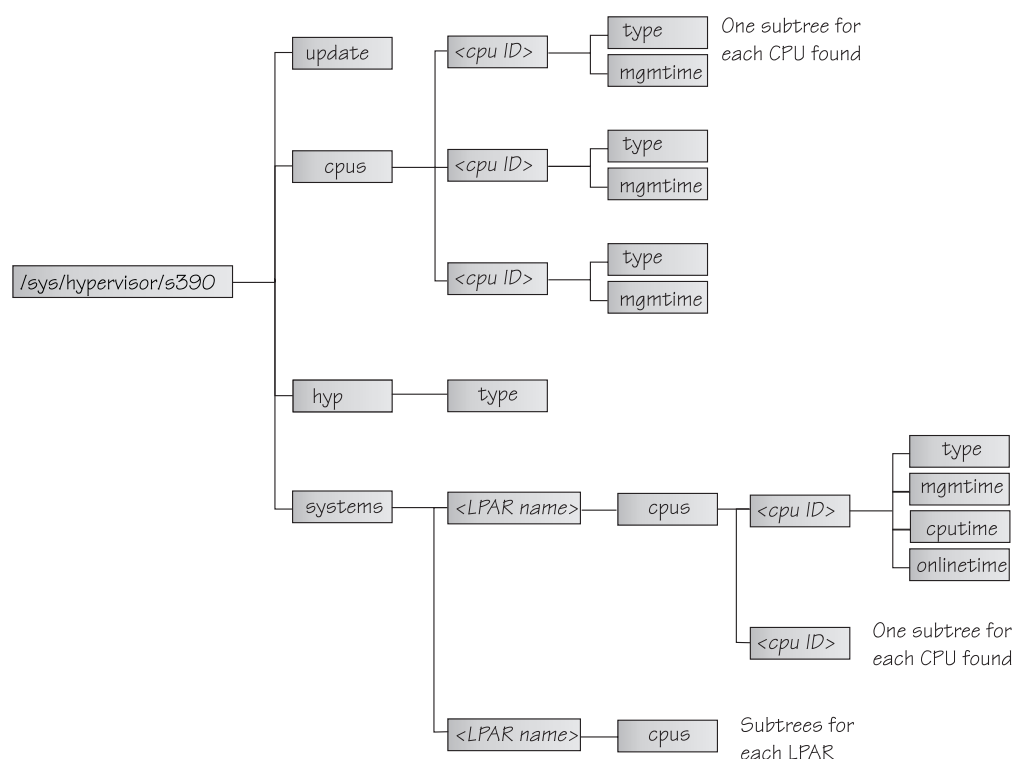 type
One subtree for
each CPU found
update
<cpu ID>
mgmtime
type
cpus
<cpu ID>
mgmtime
type
/sys/hypervisor/s390
<cpu ID>
mgmtime
hyp
type
type
mgmtime
systems
<LPAR name>
cpus
<cpu ID>
cputime
onlinetime
<cpu ID>
One subtree for
each CPU found
<LPAR name>
cpus
Subtrees for
each LPAR